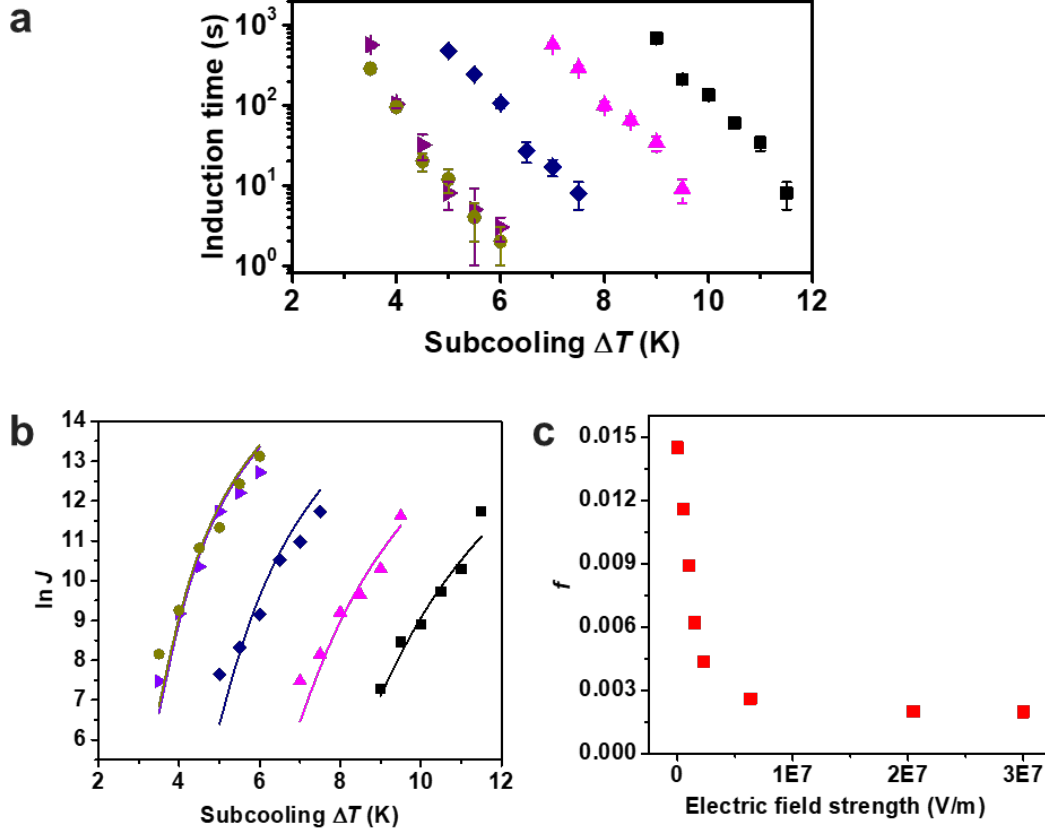 a
Induction time (s)
10³
10²
10¹
10⁰
2 4 6 8 10 12
Subcooling ΔT (K)
b
ln J
14
13
12
11
10
9
8
7
6
2 4 6 8 10 12
Subcooling ΔT (K)
c
f
0.015
0.012
0.009
0.006
0.003
0.000
0 1E7 2E7 3E7
Electric field strength (V/m)